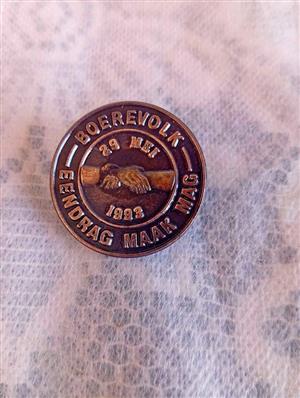 BOEREVOLK
29 MEI
1993
EENDRAG MAAK MAG